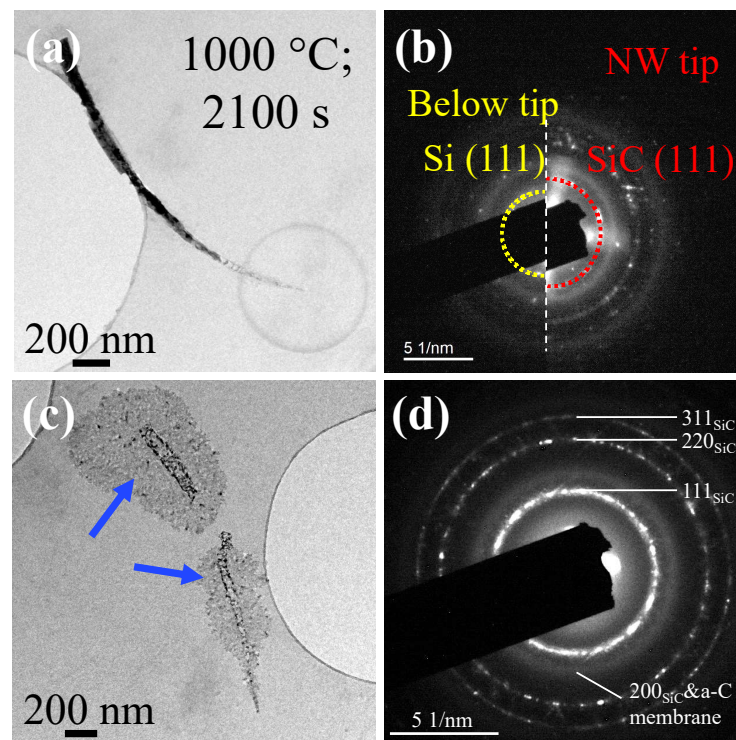 (a)
1000 °C;
2100 s
200 nm
(b)
NW tip
Below tip
Si (111)
SiC (111)
5 1/nm
(c)
200 nm
(d)
311SiC
220SiC
111SiC
200SiC&a-C
membrane
5 1/nm